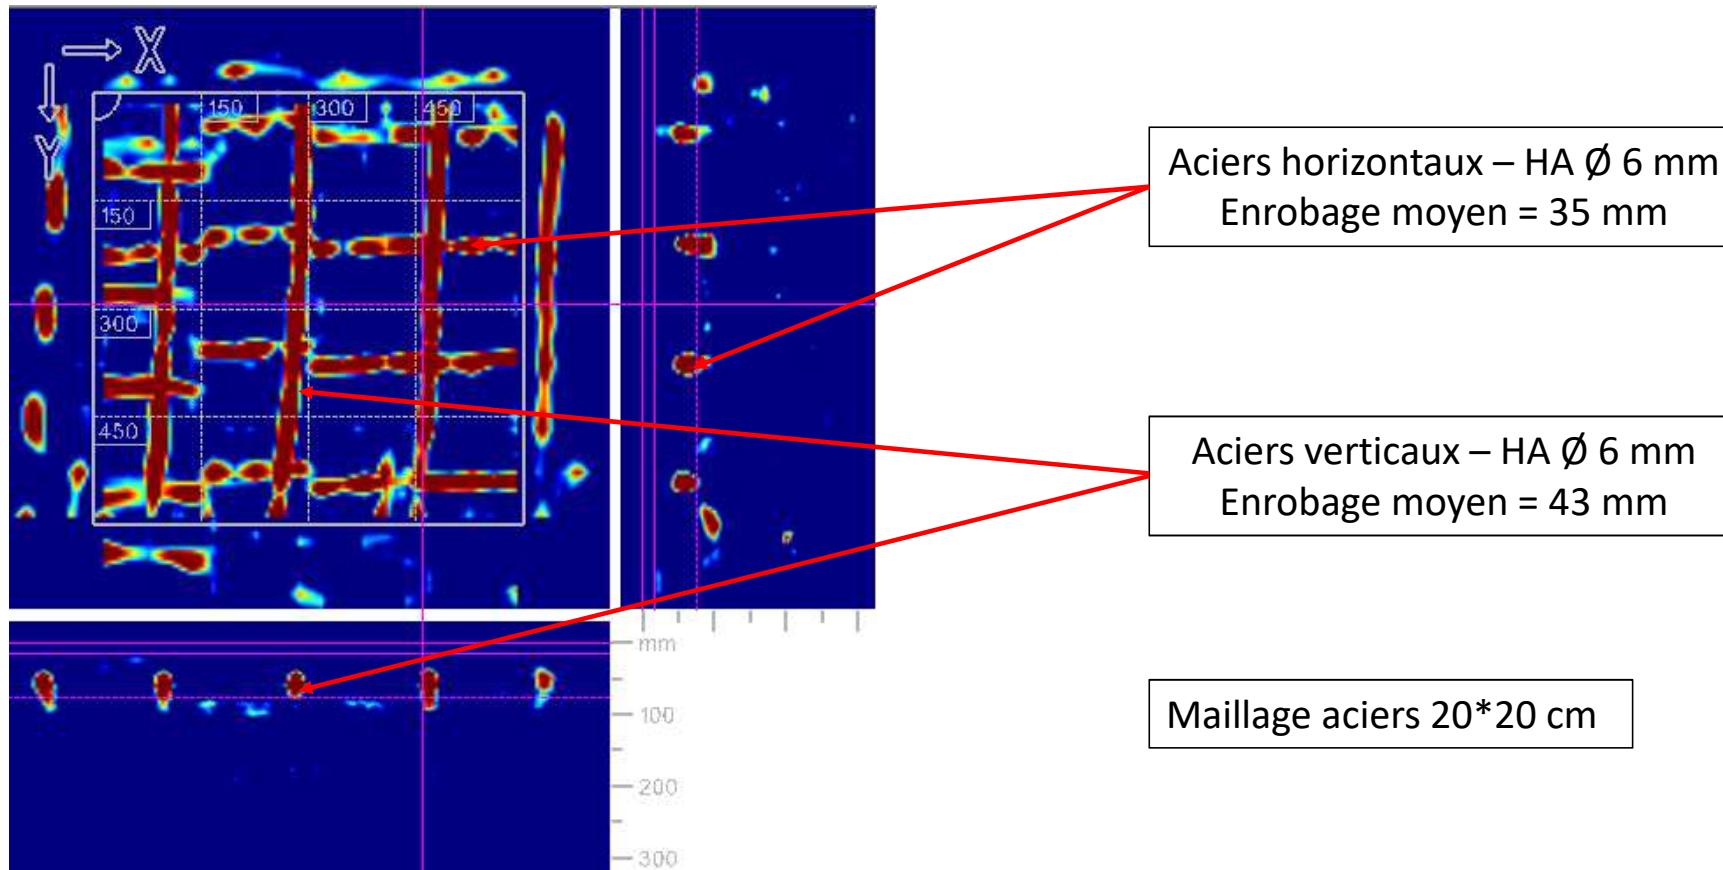 X
Y
150 300 450
150
300
450
Aciers horizontaux – HA Ø 6 mm
Enrobage moyen = 35 mm
Aciers verticaux – HA Ø 6 mm
Enrobage moyen = 43 mm
Maillage aciers 20*20 cm
mm
100
200
300